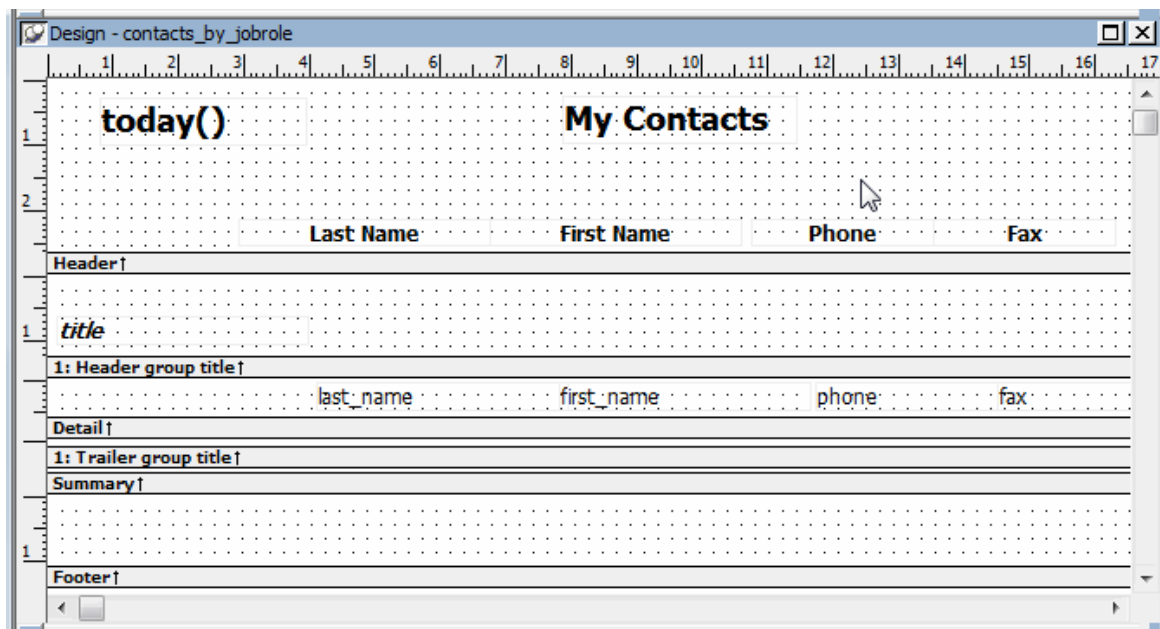 Design - contacts_by_jobrole
1 2 3 4 5 6 7 8 9 10 11 12 13 14 15 16 17
today() My Contacts
1
2
Last Name First Name Phone Fax
Header↑
1 title
1: Header group title↑
last_name first_name phone fax
Detail↑
1: Trailer group title↑
Summary↑
1
Footer↑